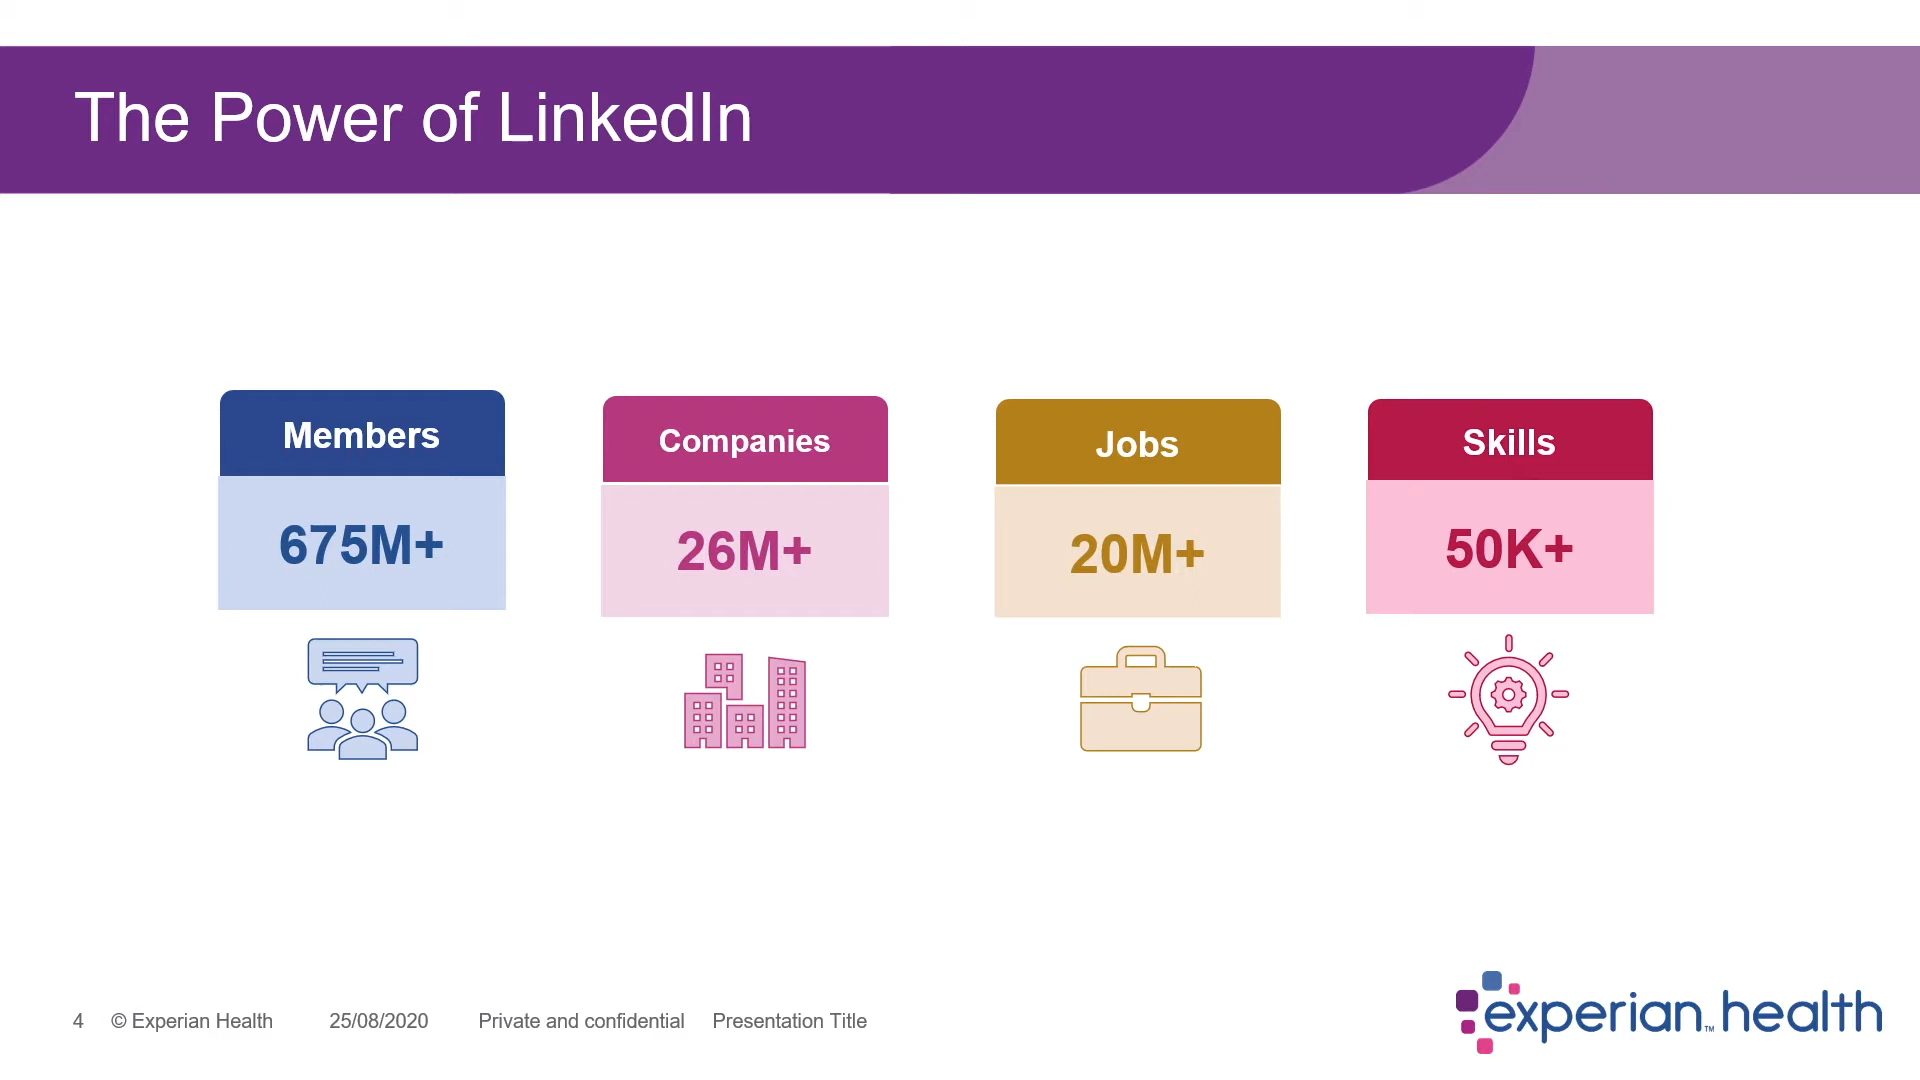 The Power of LinkedIn
Members
Companies
Jobs
Skills
675M+
26M+
20M+
50K+
4 © Experian Health 25/08/2020 Private and confidential Presentation Title
experian™ health